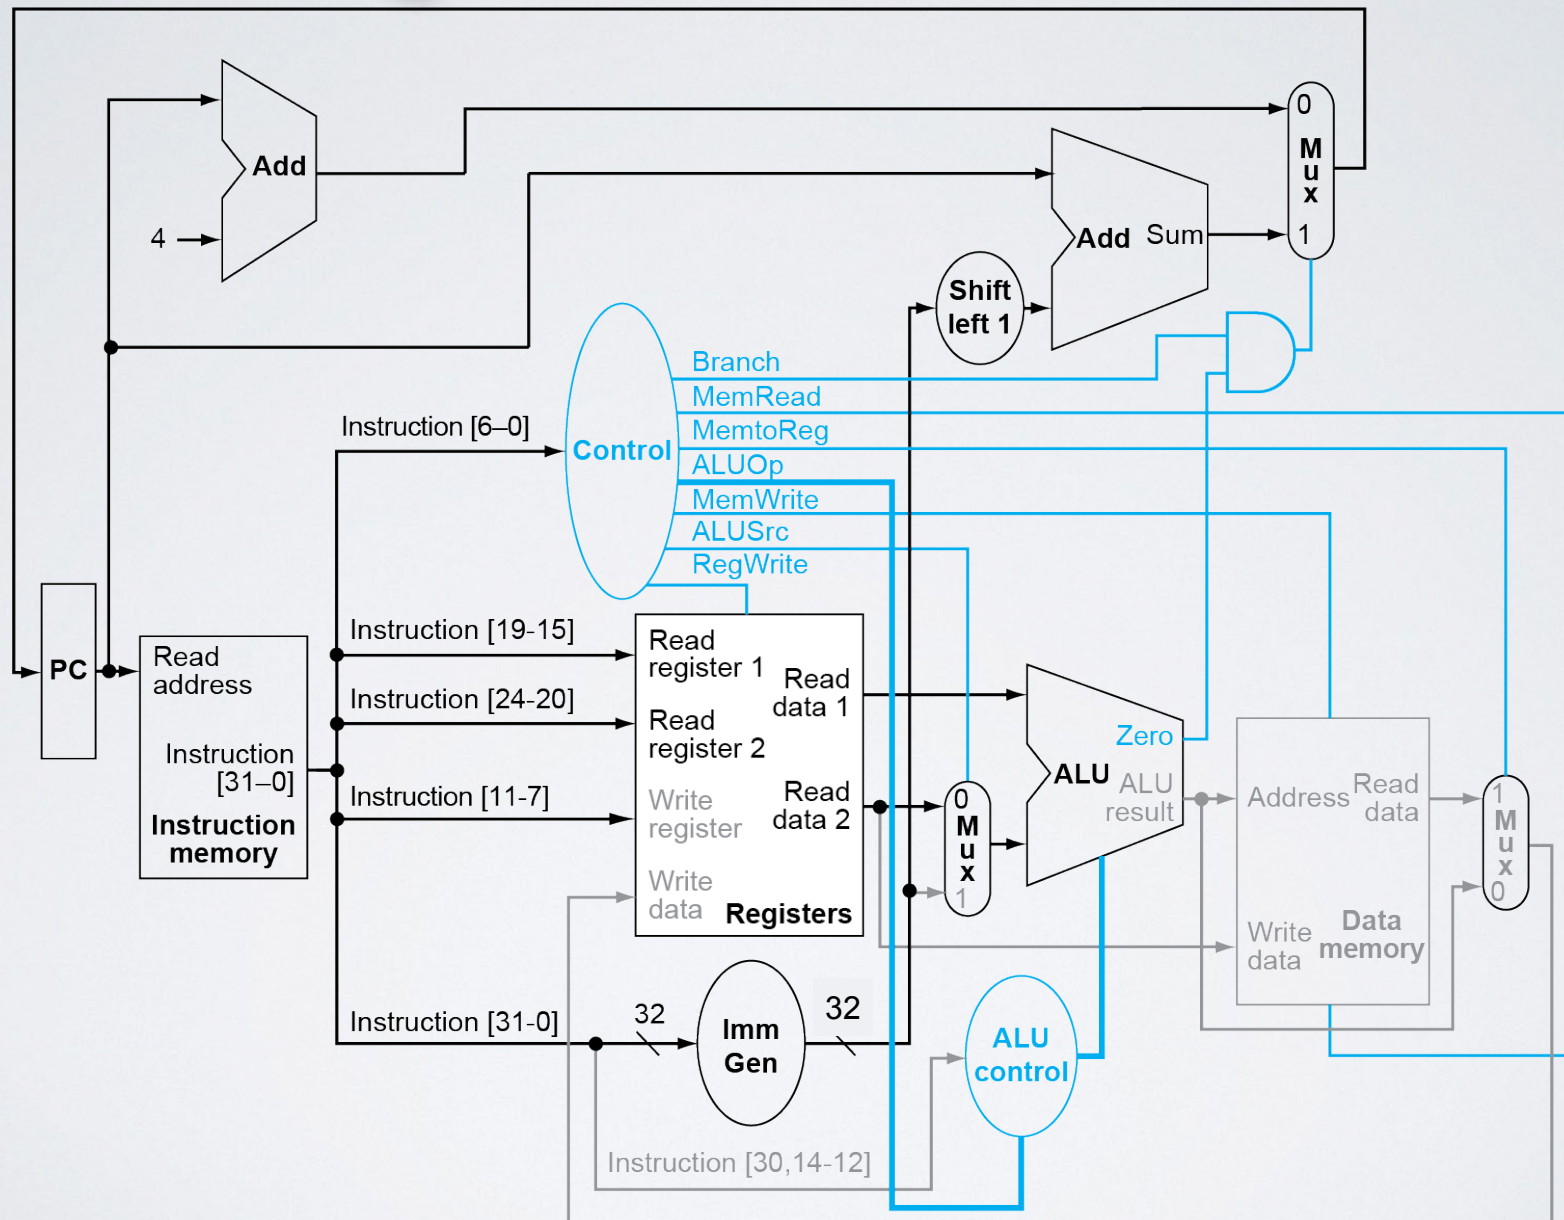 0
M
u
x
1
Add
4
Add
Sum
Shift
left 1
Branch
MemRead
MemtoReg
ALUOp
MemWrite
ALUSrc
RegWrite
Control
Instruction [6–0]
Instruction [19-15]
Instruction [24-20]
Instruction [11-7]
Instruction [31-0]
PC
Read
address
Instruction
[31–0]
Instruction
memory
Read
register 1
Read
register 2
Write
register
Write
data
Read
data 1
Read
data 2
Registers
0
M
u
x
1
Zero
ALU
ALU
result
Address
Read
data
Write
data
Data
memory
1
M
u
x
0
32
Imm
Gen
32
ALU
control
Instruction [30,14-12]